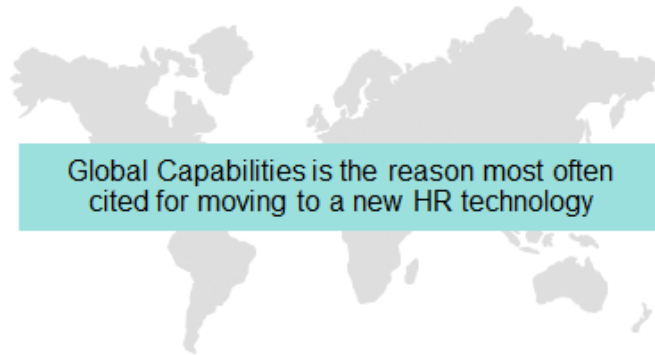 Global Capabilities is the reason most often
cited for moving to a new HR technology